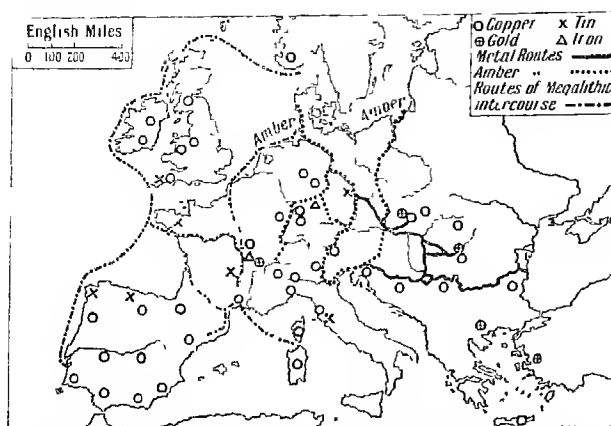 English Miles
0 100 200 400
Copper x Tin
Gold Iron
Metal Routes
Amber "
Routes of Megalithic
intercourse
Amber
Amber